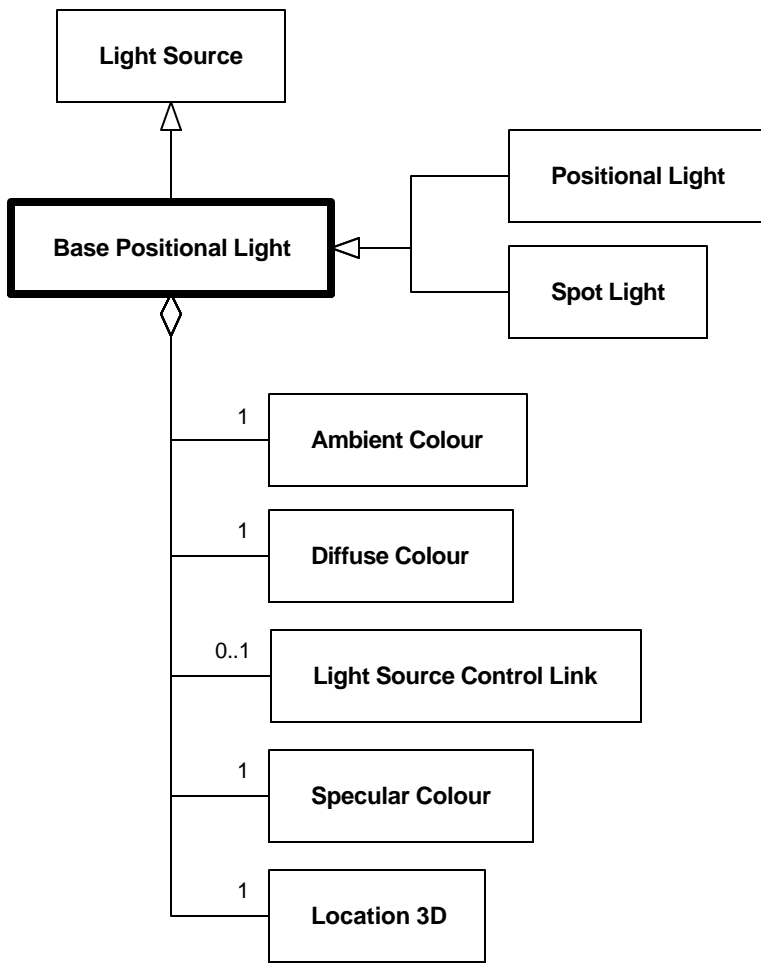 Light Source
Positional Light
Base Positional Light
Spot Light
1
Ambient Colour
1
Diffuse Colour
0..1
Light Source Control Link
1
Specular Colour
1
Location 3D